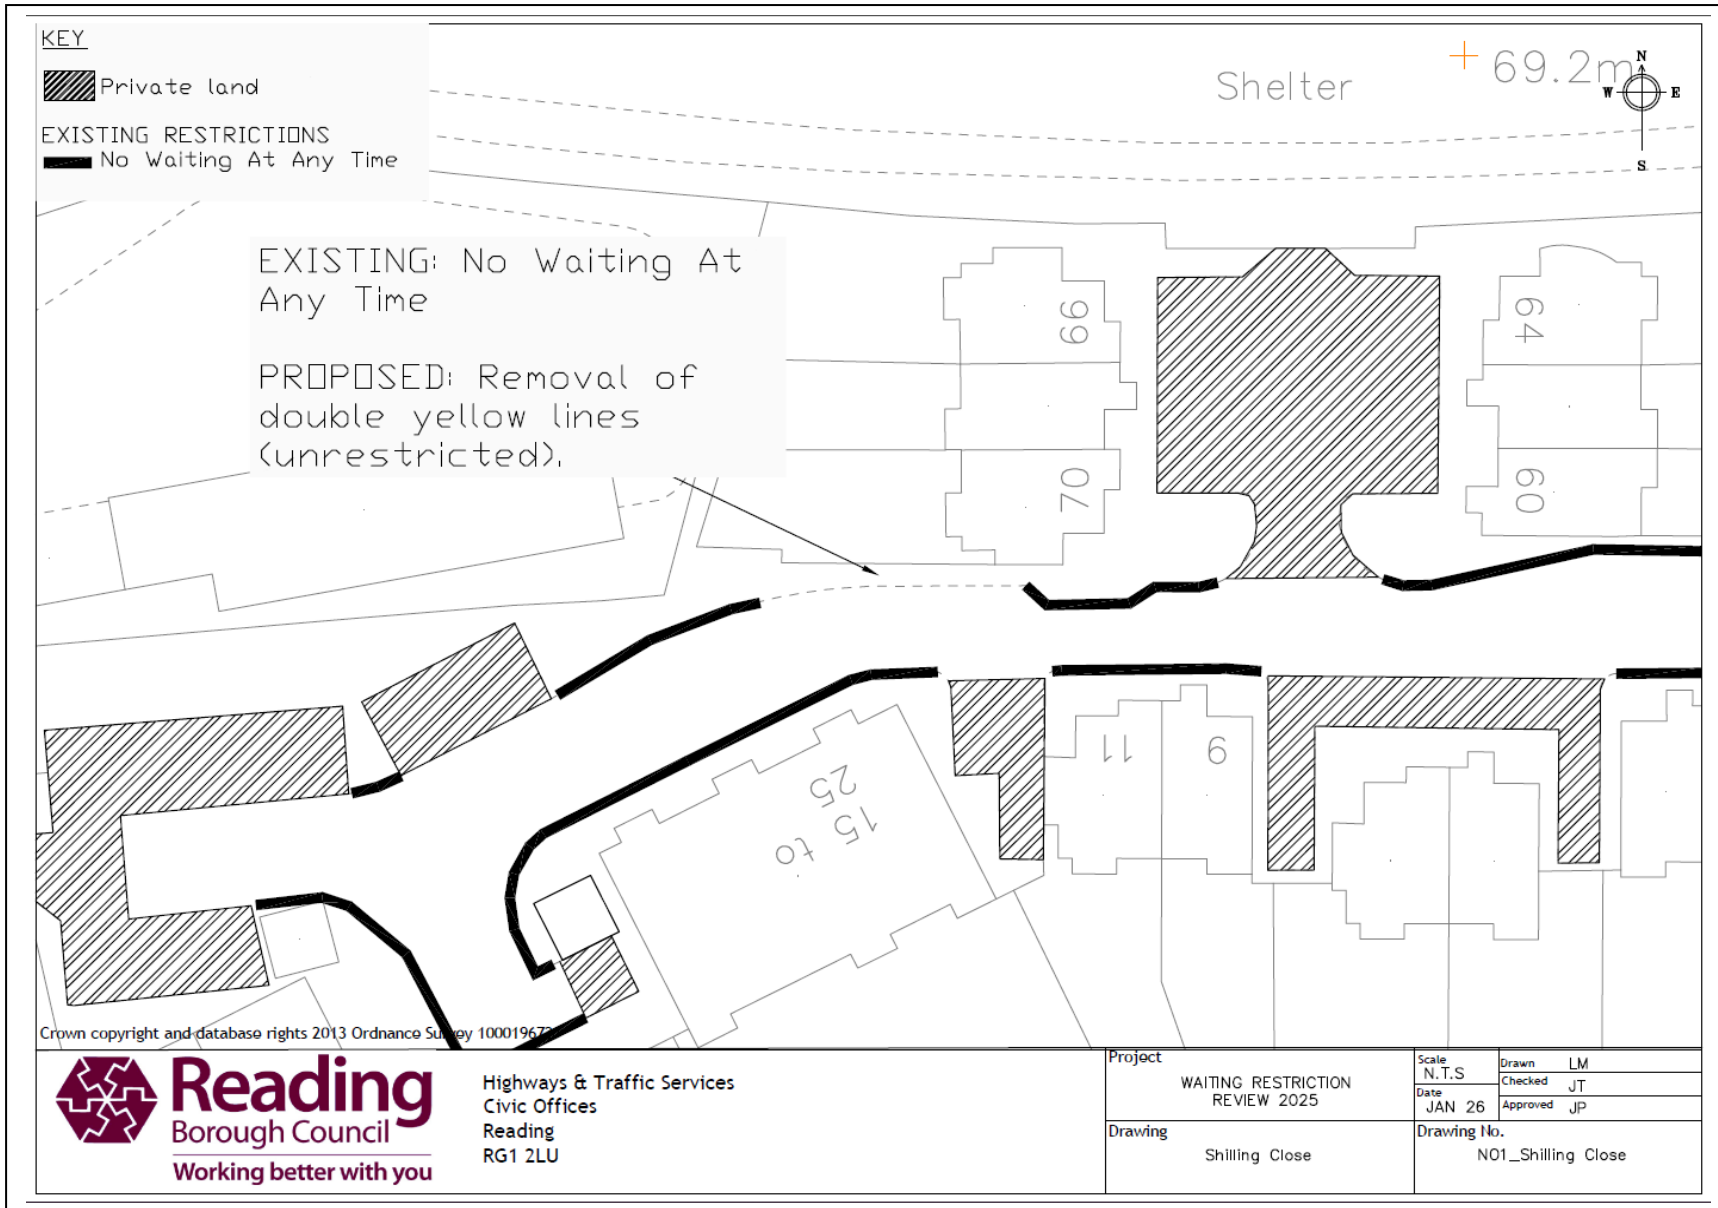 KEY
Private land
EXISTING RESTRICTIONS
No Waiting At Any Time
Shelter
69.2m
N
W
E
S
EXISTING: No Waiting At
Any Time
PROPOSED: Removal of
double yellow lines
(unrestricted).
66
64
70
60
11
9
15 to
25
Crown copyright and database rights 2013 Ordnance Survey 10001967
Reading
Borough Council
Working better with you
Highways & Traffic Services
Civic Offices
Reading
RG1 2LU
Project
WAITING RESTRICTION
REVIEW 2025
Drawing
Shilling Close
Scale
N.T.S
Date
JAN 26
Drawn LM
Checked JT
Approved JP
Drawing No.
NO1_Shilling Close